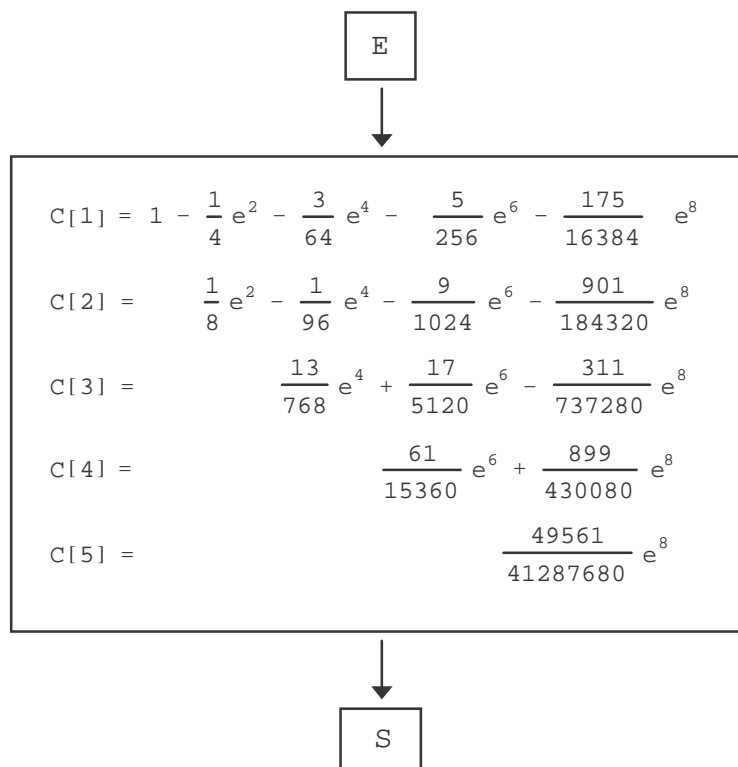 E
C[1] = 1 - 1/4 e² - 3/64 e⁴ - 5/256 e⁶ - 175/16384 e⁸
C[2] = 1/8 e² - 1/96 e⁴ - 9/1024 e⁶ - 901/184320 e⁸
C[3] = 13/768 e⁴ + 17/5120 e⁶ - 311/737280 e⁸
C[4] = 61/15360 e⁶ + 899/430080 e⁸
C[5] = 49561/41287680 e⁸
S